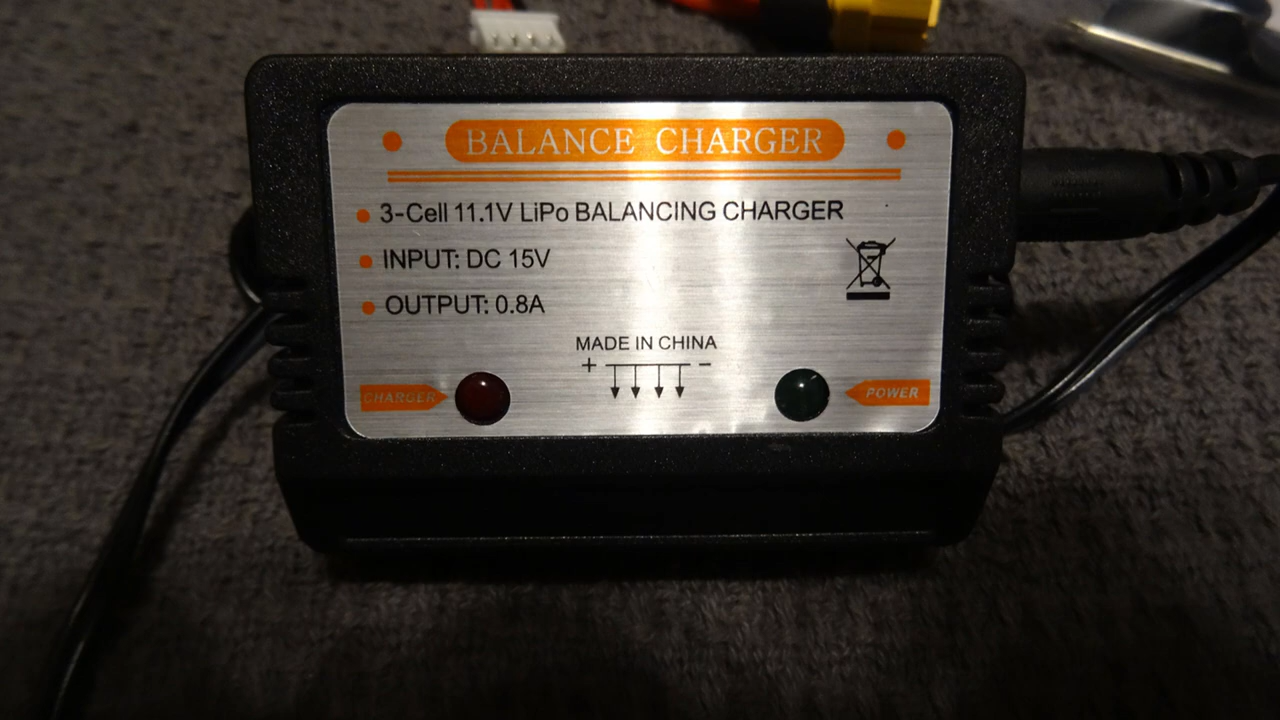 BALANCE CHARGER
3-Cell 11.1V LiPo BALANCING CHARGER
INPUT: DC 15V
OUTPUT: 0.8A
MADE IN CHINA
+ −
CHARGER
POWER